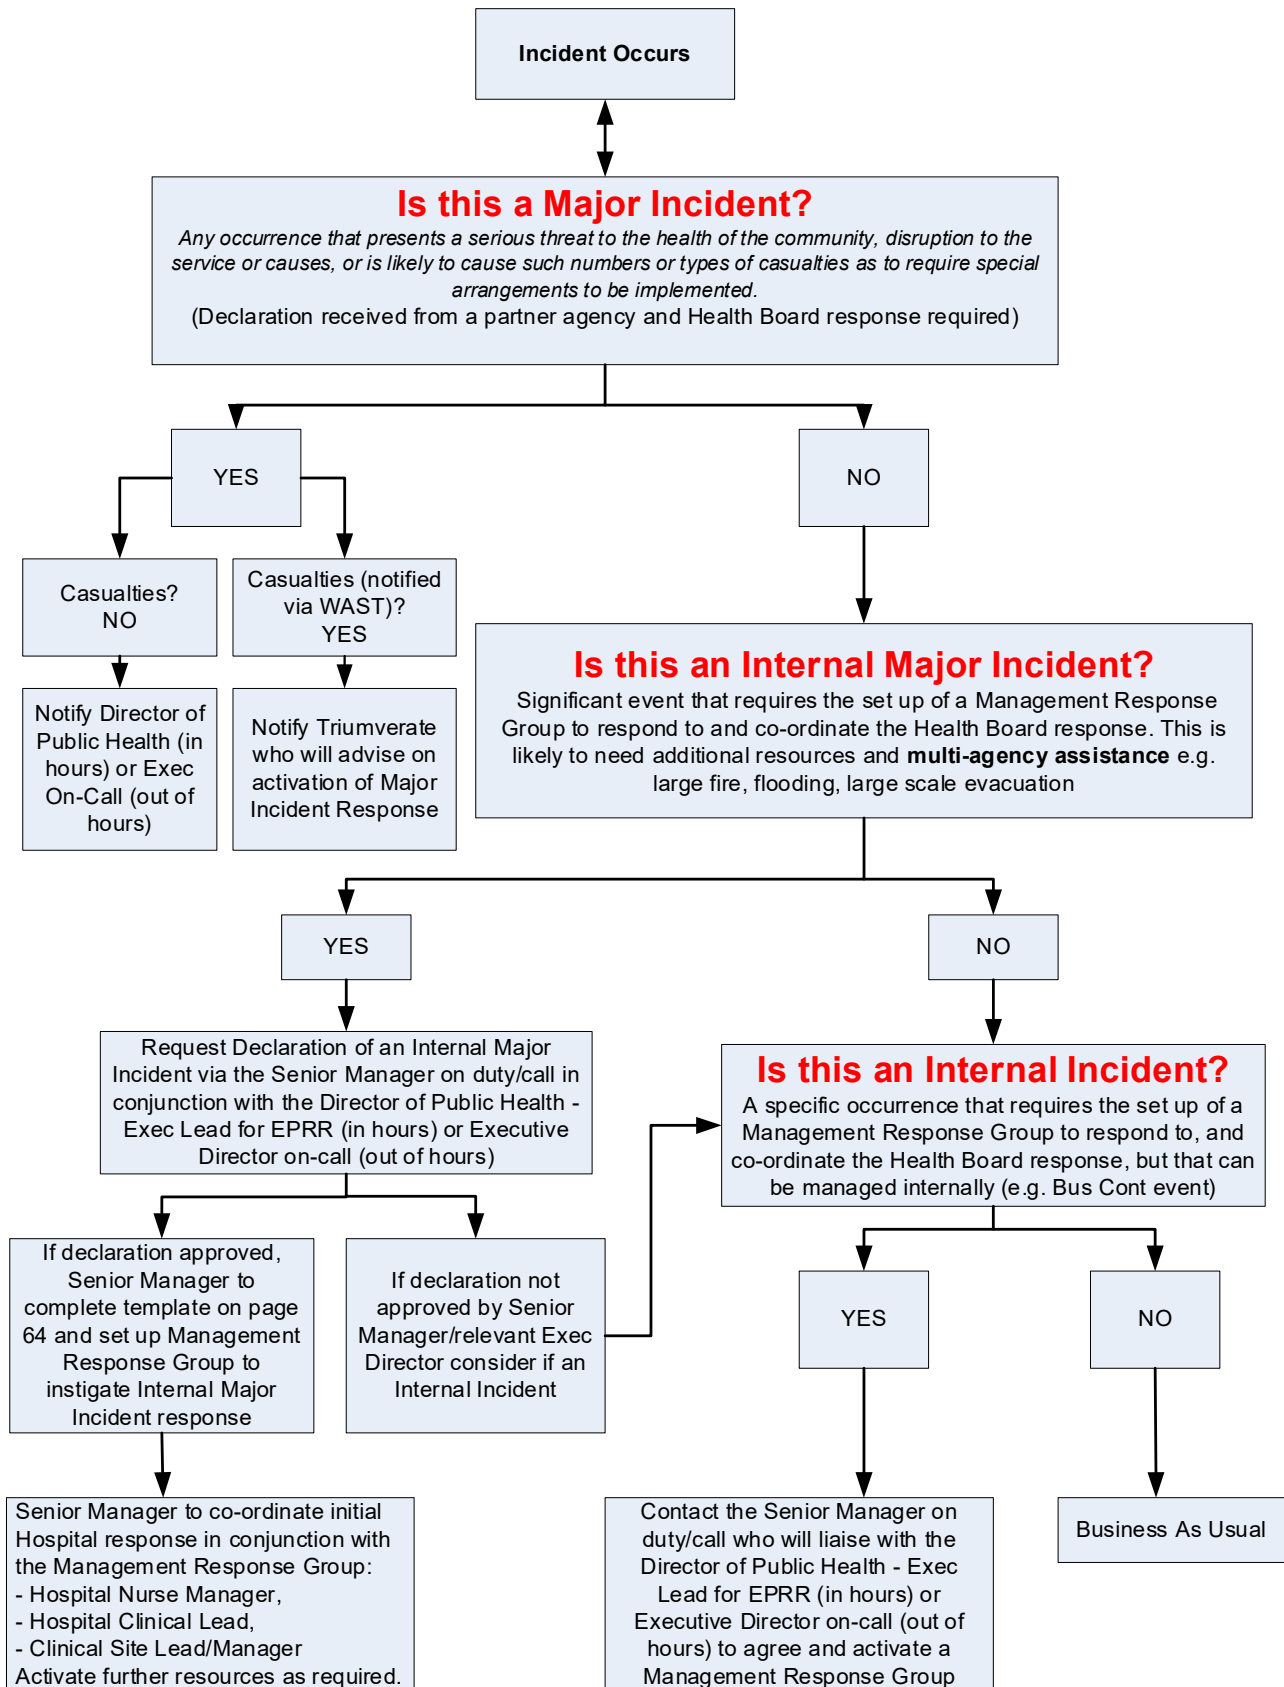 Incident Occurs
Is this a Major Incident?
Any occurrence that presents a serious threat to the health of the community, disruption to the
service or causes, or is likely to cause such numbers or types of casualties as to require special
arrangements to be implemented.
(Declaration received from a partner agency and Health Board response required)
YES
NO
Casualties?
NO
Casualties (notified
via WAST)?
YES
Notify Director of
Public Health (in
hours) or Exec
On-Call (out of
hours)
Notify Triumverate
who will advise on
activation of Major
Incident Response
Is this an Internal Major Incident?
Significant event that requires the set up of a Management Response
Group to respond to and co-ordinate the Health Board response. This is
likely to need additional resources and multi-agency assistance e.g.
large fire, flooding, large scale evacuation
YES
NO
Request Declaration of an Internal Major
Incident via the Senior Manager on duty/call in
conjunction with the Director of Public Health -
Exec Lead for EPRR (in hours) or Executive
Director on-call (out of hours)
Is this an Internal Incident?
A specific occurrence that requires the set up of a
Management Response Group to respond to, and
co-ordinate the Health Board response, but that can
be managed internally (e.g. Bus Cont event)
If declaration approved,
Senior Manager to
complete template on page
64 and set up Management
Response Group to
instigate Internal Major
Incident response
If declaration not
approved by Senior
Manager/relevant Exec
Director consider if an
Internal Incident
YES
NO
Senior Manager to co-ordinate initial
Hospital response in conjunction with
the Management Response Group:
- Hospital Nurse Manager,
- Hospital Clinical Lead,
- Clinical Site Lead/Manager
Activate further resources as required.
Contact the Senior Manager on
duty/call who will liaise with the
Director of Public Health - Exec
Lead for EPRR (in hours) or
Executive Director on-call (out of
hours) to agree and activate a
Management Response Group
Business As Usual